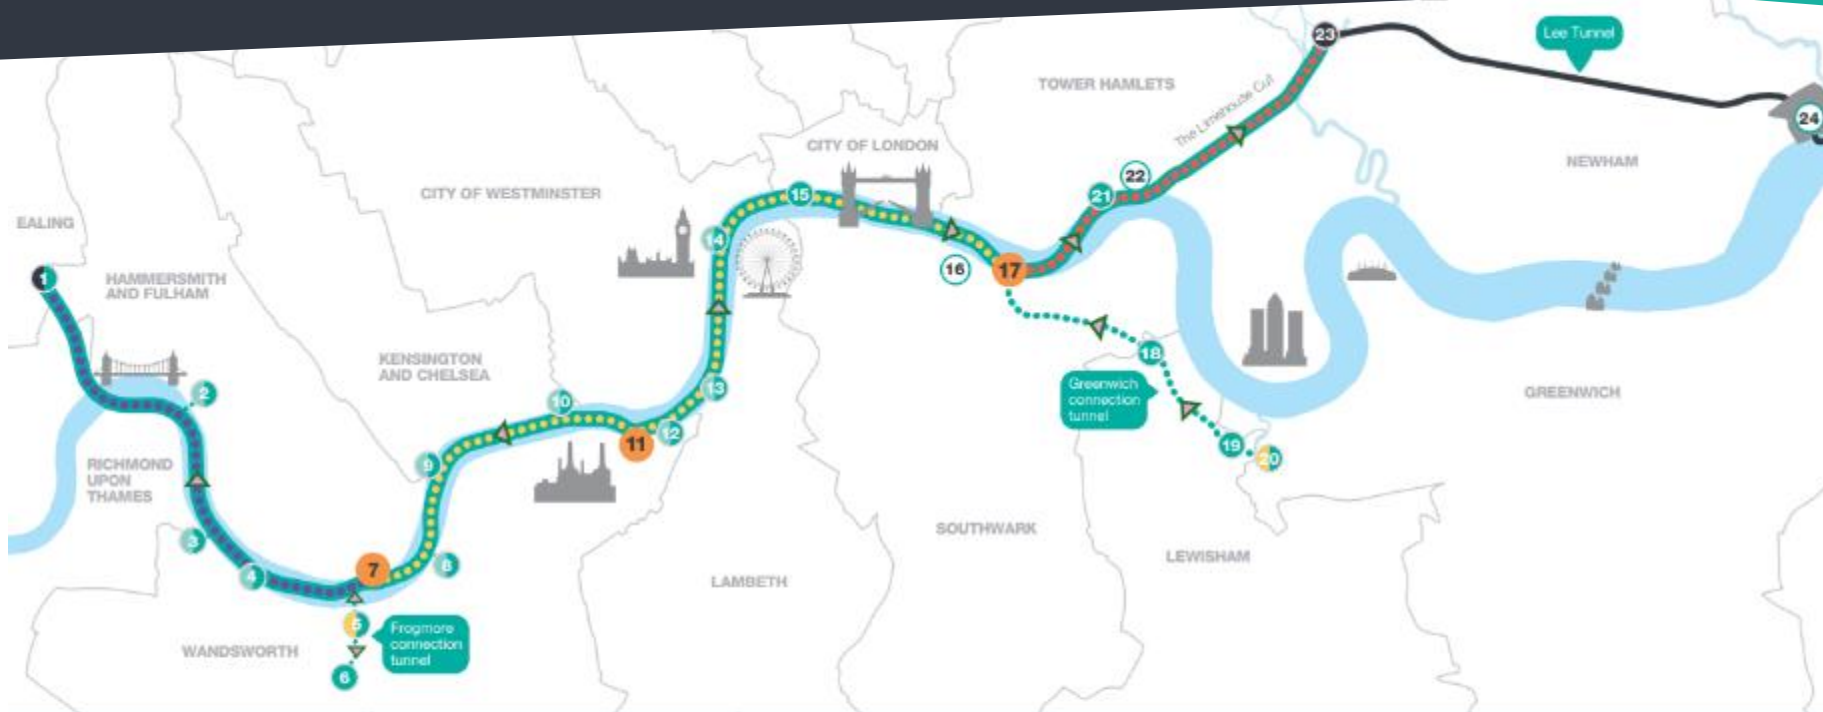 23
Lee Tunnel
TOWER HAMLETS
The Limehouse Cut
24
CITY OF LONDON
NEWHAM
22
CITY OF WESTMINSTER
15
21
EALING
14
16
17
1
HAMMERSMITH
AND FULHAM
KENSINGTON
AND CHELSEA
18
Greenwich
connection
tunnel
GREENWICH
2
10
13
12
11
19
20
9
RICHMOND
UPON
THAMES
3
SOUTHWARK
LEWISHAM
4
7
8
LAMBETH
5
Frogmore
connection
tunnel
WANDSWORTH
6